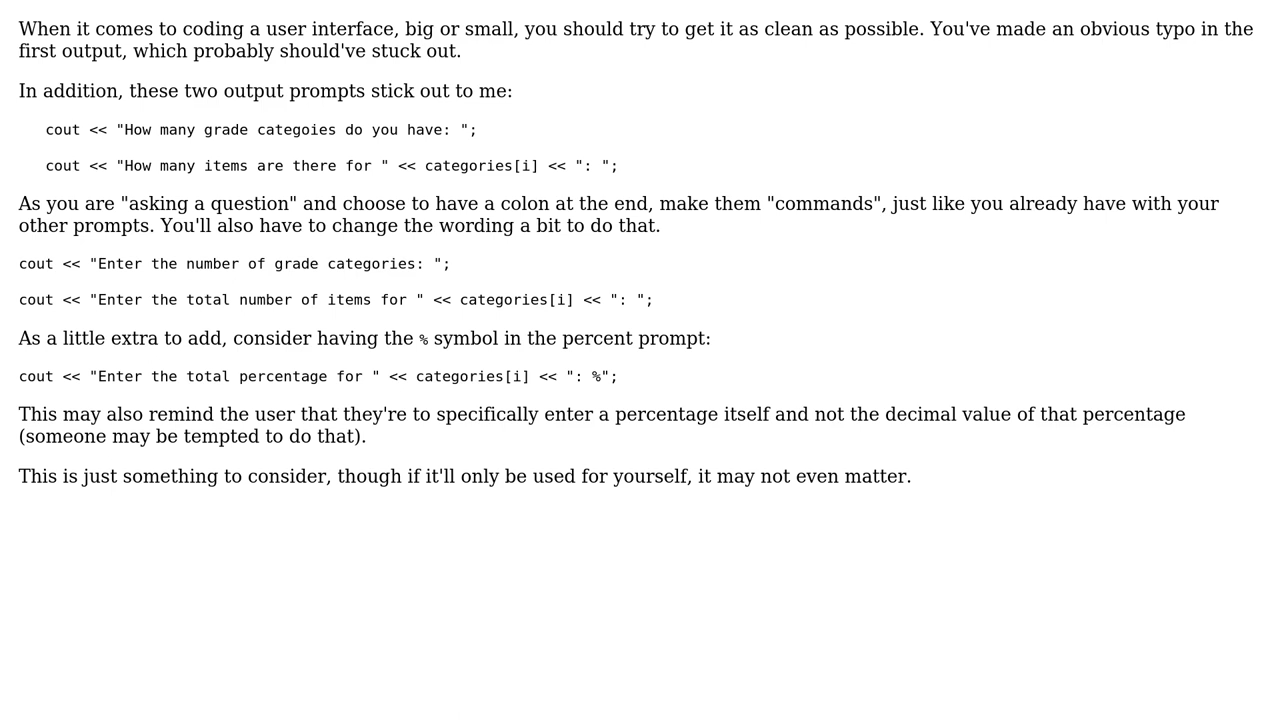 When it comes to coding a user interface, big or small, you should try to get it as clean as possible. You've made an obvious typo in the
first output, which probably should've stuck out.
In addition, these two output prompts stick out to me:
cout << "How many grade categoies do you have: ";
cout << "How many items are there for " << categories[i] << ": ";
As you are "asking a question" and choose to have a colon at the end, make them "commands", just like you already have with your
other prompts. You'll also have to change the wording a bit to do that.
cout << "Enter the number of grade categories: ";
cout << "Enter the total number of items for " << categories[i] << ": ";
As a little extra to add, consider having the % symbol in the percent prompt:
cout << "Enter the total percentage for " << categories[i] << ": %";
This may also remind the user that they're to specifically enter a percentage itself and not the decimal value of that percentage
(someone may be tempted to do that).
This is just something to consider, though if it'll only be used for yourself, it may not even matter.